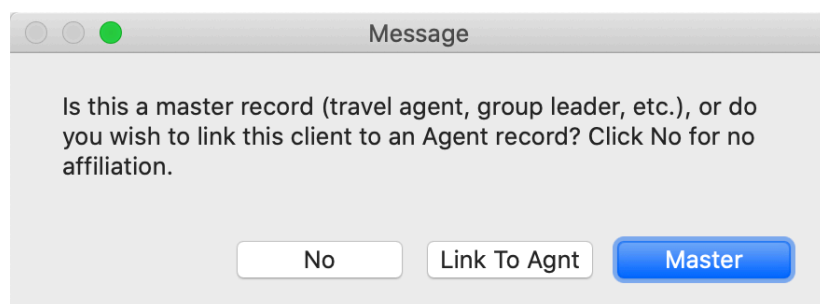 Message
Is this a master record (travel agent, group leader, etc.), or do
you wish to link this client to an Agent record? Click No for no
affiliation.
No Link To Agnt Master